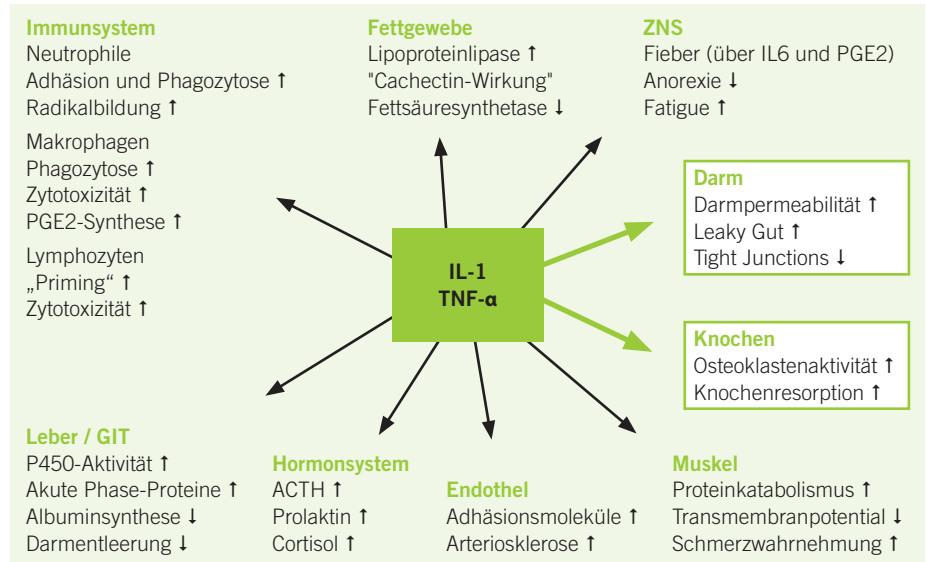 Immunsystem
Neutrophile
Adhäsion und Phagozytose ↑
Radikalbildung ↑
Makrophagen
Phagozytose ↑
Zytotoxizität ↑
PGE2-Synthese ↑
Lymphozyten
„Priming“ ↑
Zytotoxizität ↑
Fettgewebe
Lipoproteinlipase ↑
"Cachectin-Wirkung"
Fettsäuresynthetase ↓
ZNS
Fieber (über IL6 und PGE2)
Anorexie ↓
Fatigue ↑
Darm
Darmpermeabilität ↑
Leaky Gut ↑
Tight Junctions ↓
IL-1
TNF-α
Knochen
Osteoklastenaktivität ↑
Knochenresorption ↑
Leber / GIT
P450-Aktivität ↑
Akute Phase-Proteine ↑
Albuminsynthese ↓
Darmentleerung ↓
Hormonsystem
ACTH ↑
Prolaktin ↑
Cortisol ↑
Endothel
Adhäsionsmoleküle ↑
Arteriosklerose ↑
Muskel
Proteinkatabolismus ↑
Transmembranpotential ↓
Schmerzwahrnehmung ↑